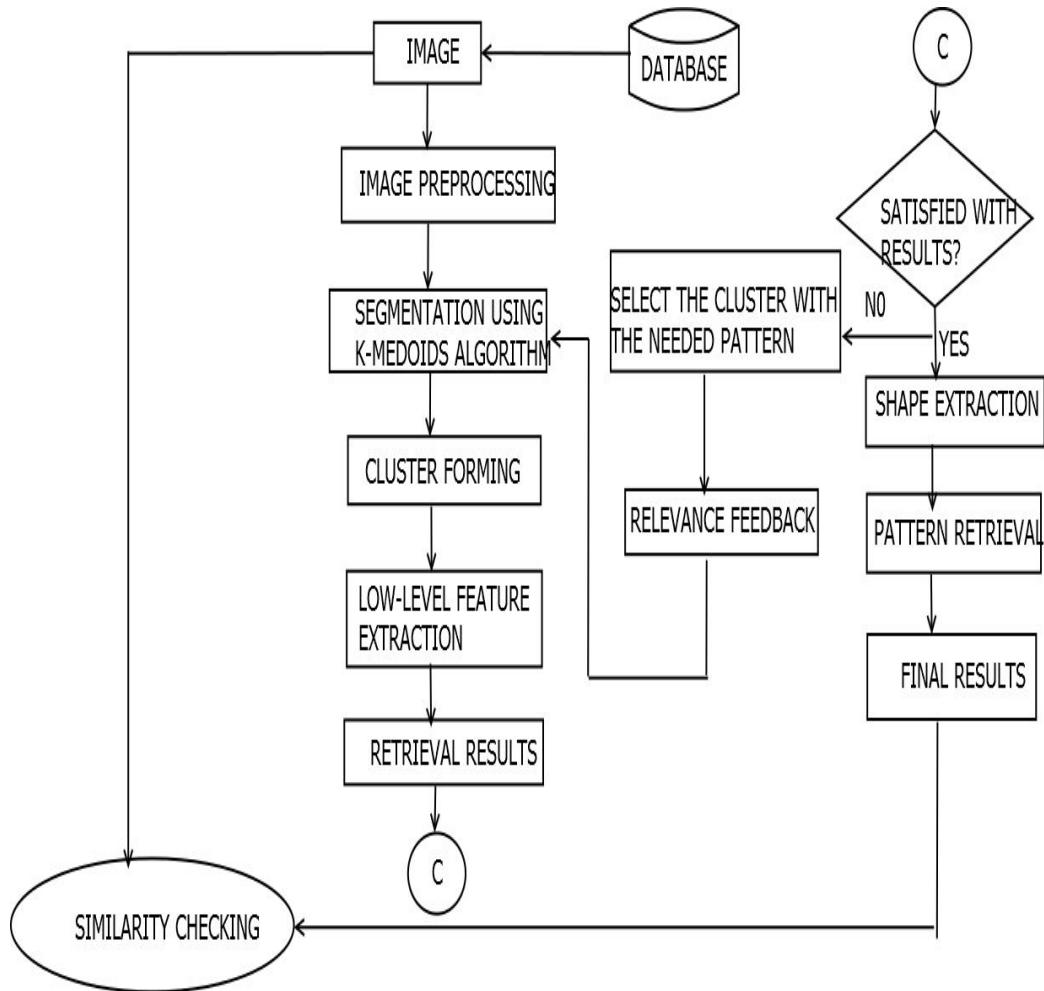 IMAGE
DATABASE
C
IMAGE PREPROCESSING
SATISFIED WITH
RESULTS?
SELECT THE CLUSTER WITH
THE NEEDED PATTERN
N0
YES
SEGMENTATION USING
K-MEDOIDS ALGORITHM
SHAPE EXTRACTION
CLUSTER FORMING
RELEVANCE FEEDBACK
PATTERN RETRIEVAL
LOW-LEVEL FEATURE
EXTRACTION
FINAL RESULTS
RETRIEVAL RESULTS
C
SIMILARITY CHECKING